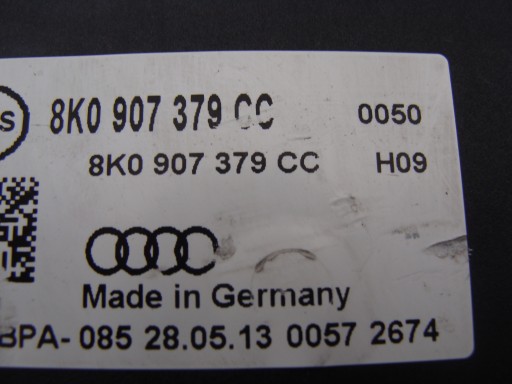 S
8K0 907 379 CC 0050
8K0 907 379 CC H09
Made in Germany
BPA- 085 28.05.13 0057 2674